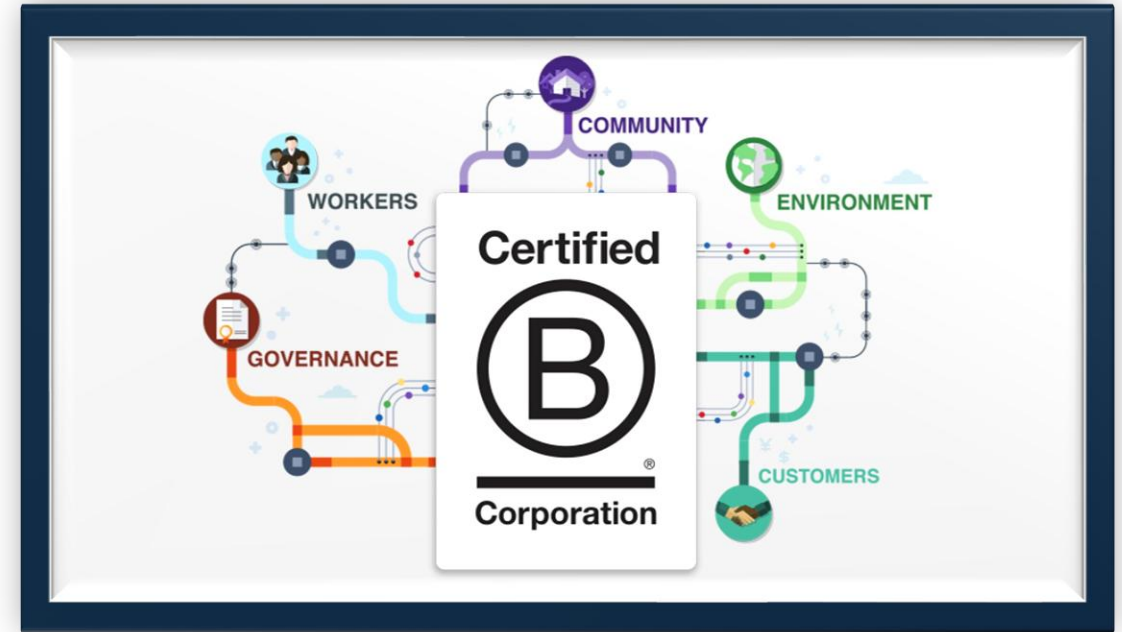 COMMUNITY
WORKERS
ENVIRONMENT
GOVERNANCE
CUSTOMERS
Certified
B
®
Corporation